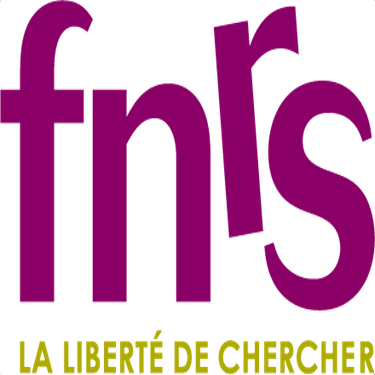 fnrs
LA LIBERTÉ DE CHERCHER